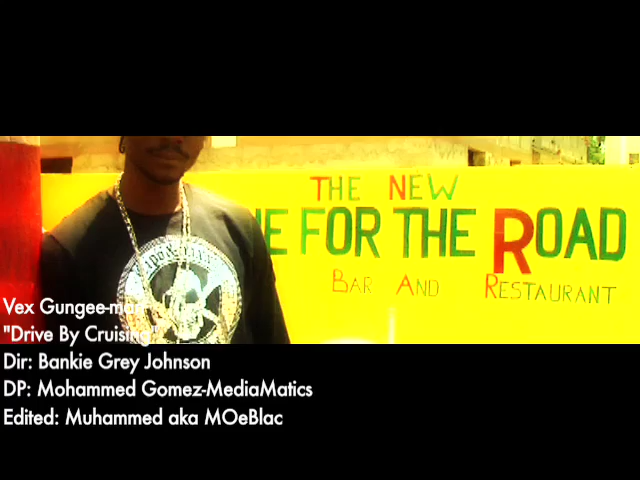 THE NEW
E FOR THE ROAD
BAR AND RESTAURANT
Vex Gungee-man
"Drive By Cruising"
Dir: Bankie Grey Johnson
DP: Mohammed Gomez-MediaMatics
Edited: Muhammed aka MOeBlac